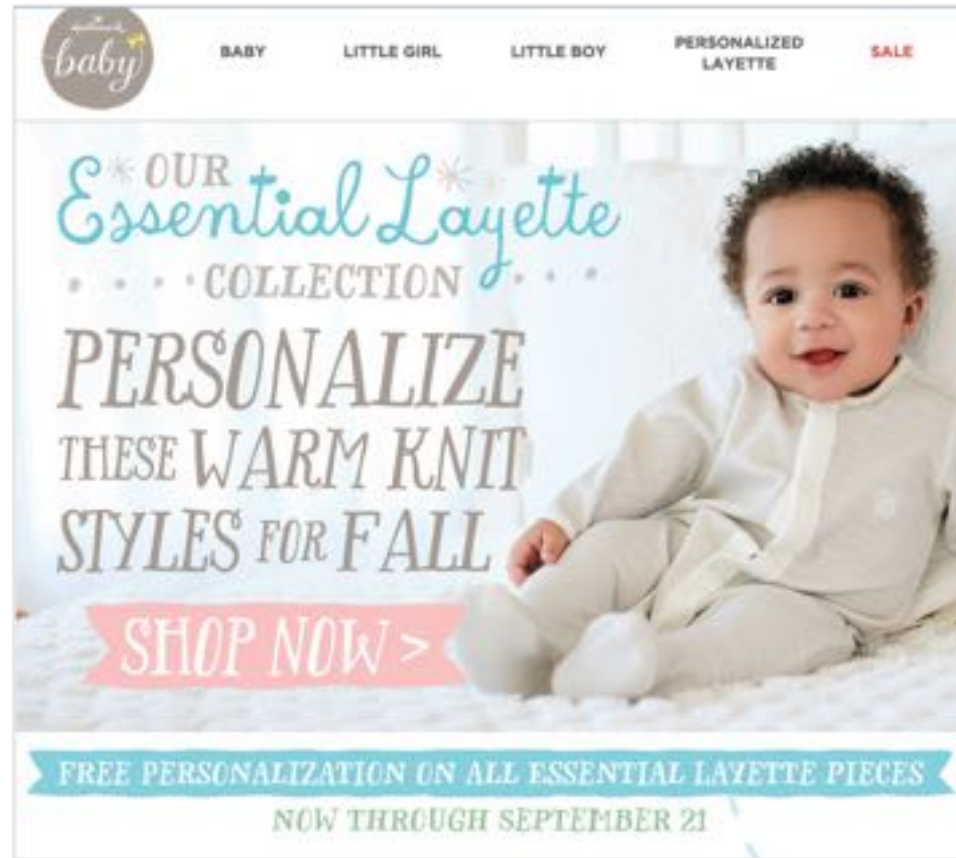 Hallmark
baby
BABY
LITTLE GIRL
LITTLE BOY
PERSONALIZED
LAYETTE
SALE
OUR
Essential Layette
COLLECTION
PERSONALIZE
THESE WARM KNIT
STYLES FOR FALL
SHOP NOW >
FREE PERSONALIZATION ON ALL ESSENTIAL LAYETTE PIECES
NOW THROUGH SEPTEMBER 21